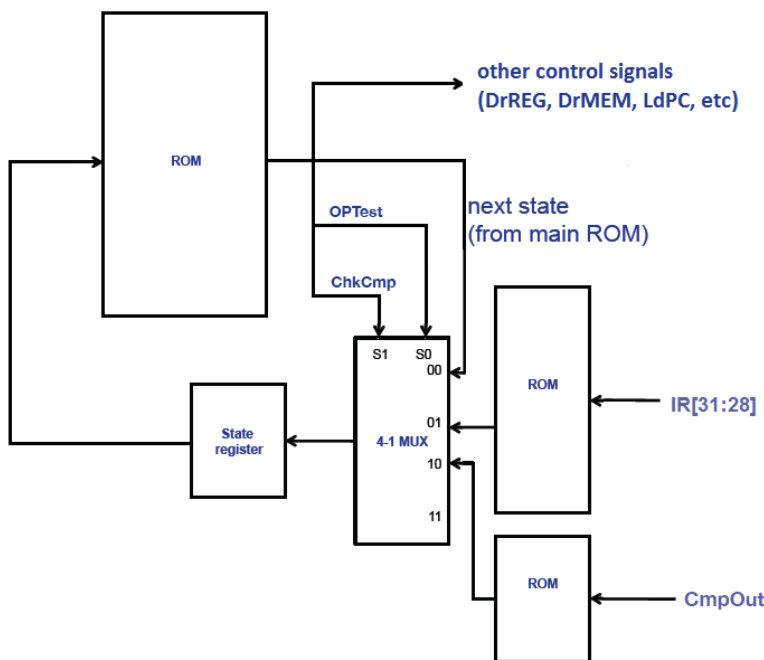 other control signals
(DrREG, DrMEM, LdPC, etc)
ROM
OPTest
next state
(from main ROM)
ChkCmp
S1 S0
00
ROM
IR[31:28]
01
State
register
4-1 MUX
10
11
ROM
CmpOut